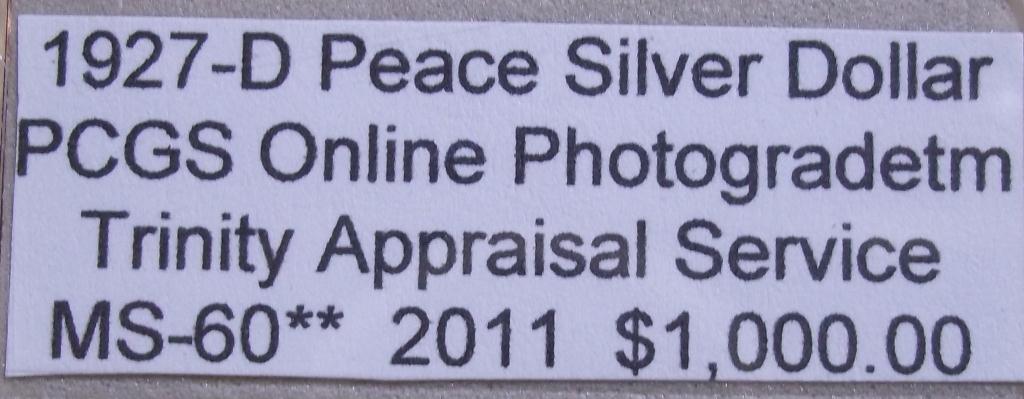 1927-D Peace Silver Dollar
PCGS Online Photogradetm
Trinity Appraisal Service
MS-60** 2011 $1,000.00